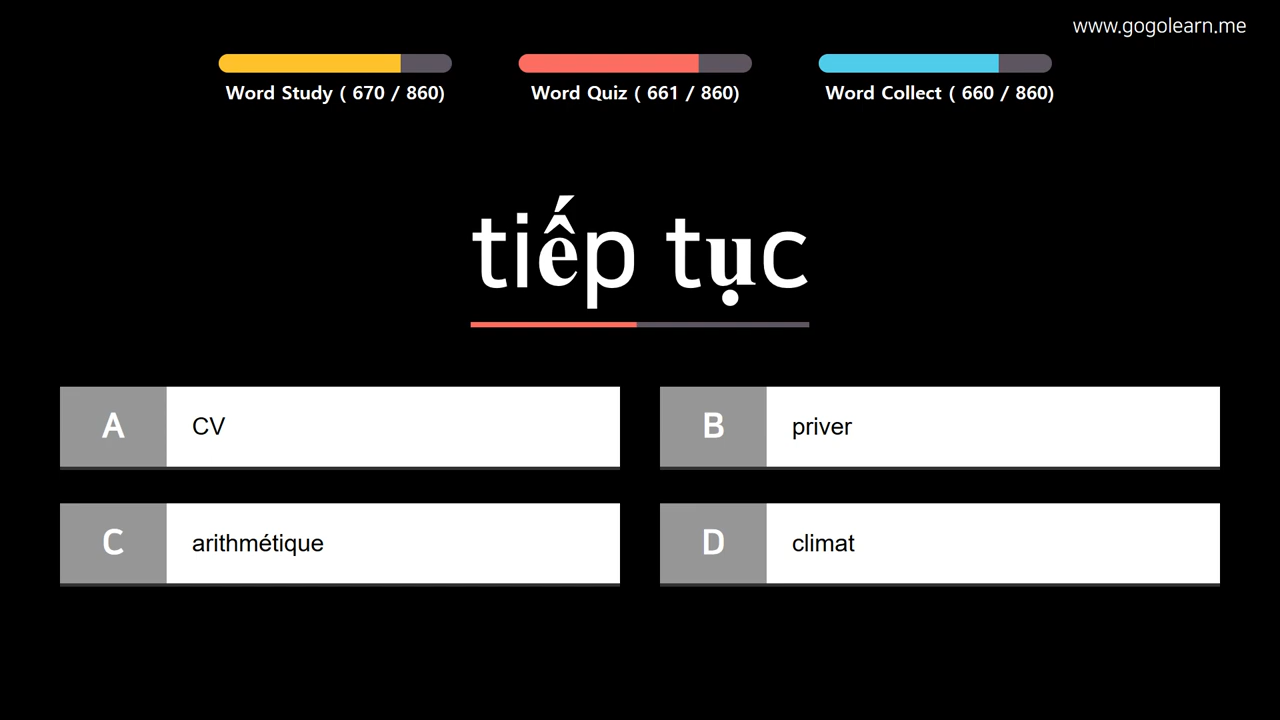 www.gogolearn.me
Word Study ( 670 / 860)
Word Quiz ( 661 / 860)
Word Collect ( 660 / 860)
tiếp tục
A CV
B priver
C arithmétique
D climat